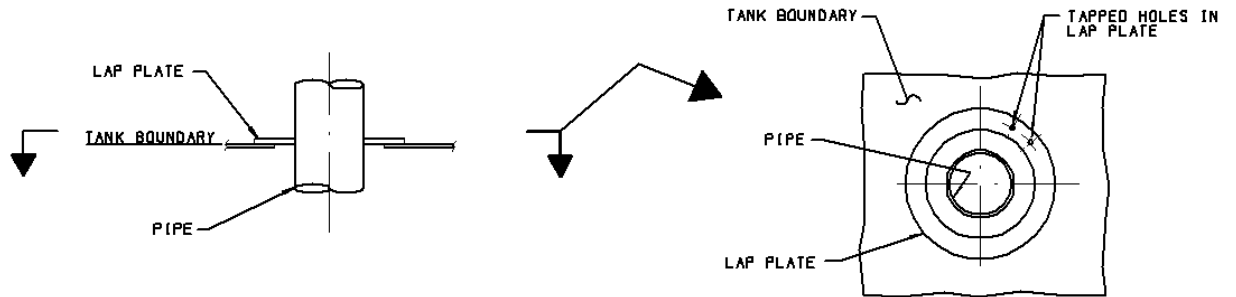 LAP PLATE
TANK BOUNDARY
PIPE
TANK BOUNDARY
TAPPED HOLES IN
LAP PLATE
PIPE
LAP PLATE